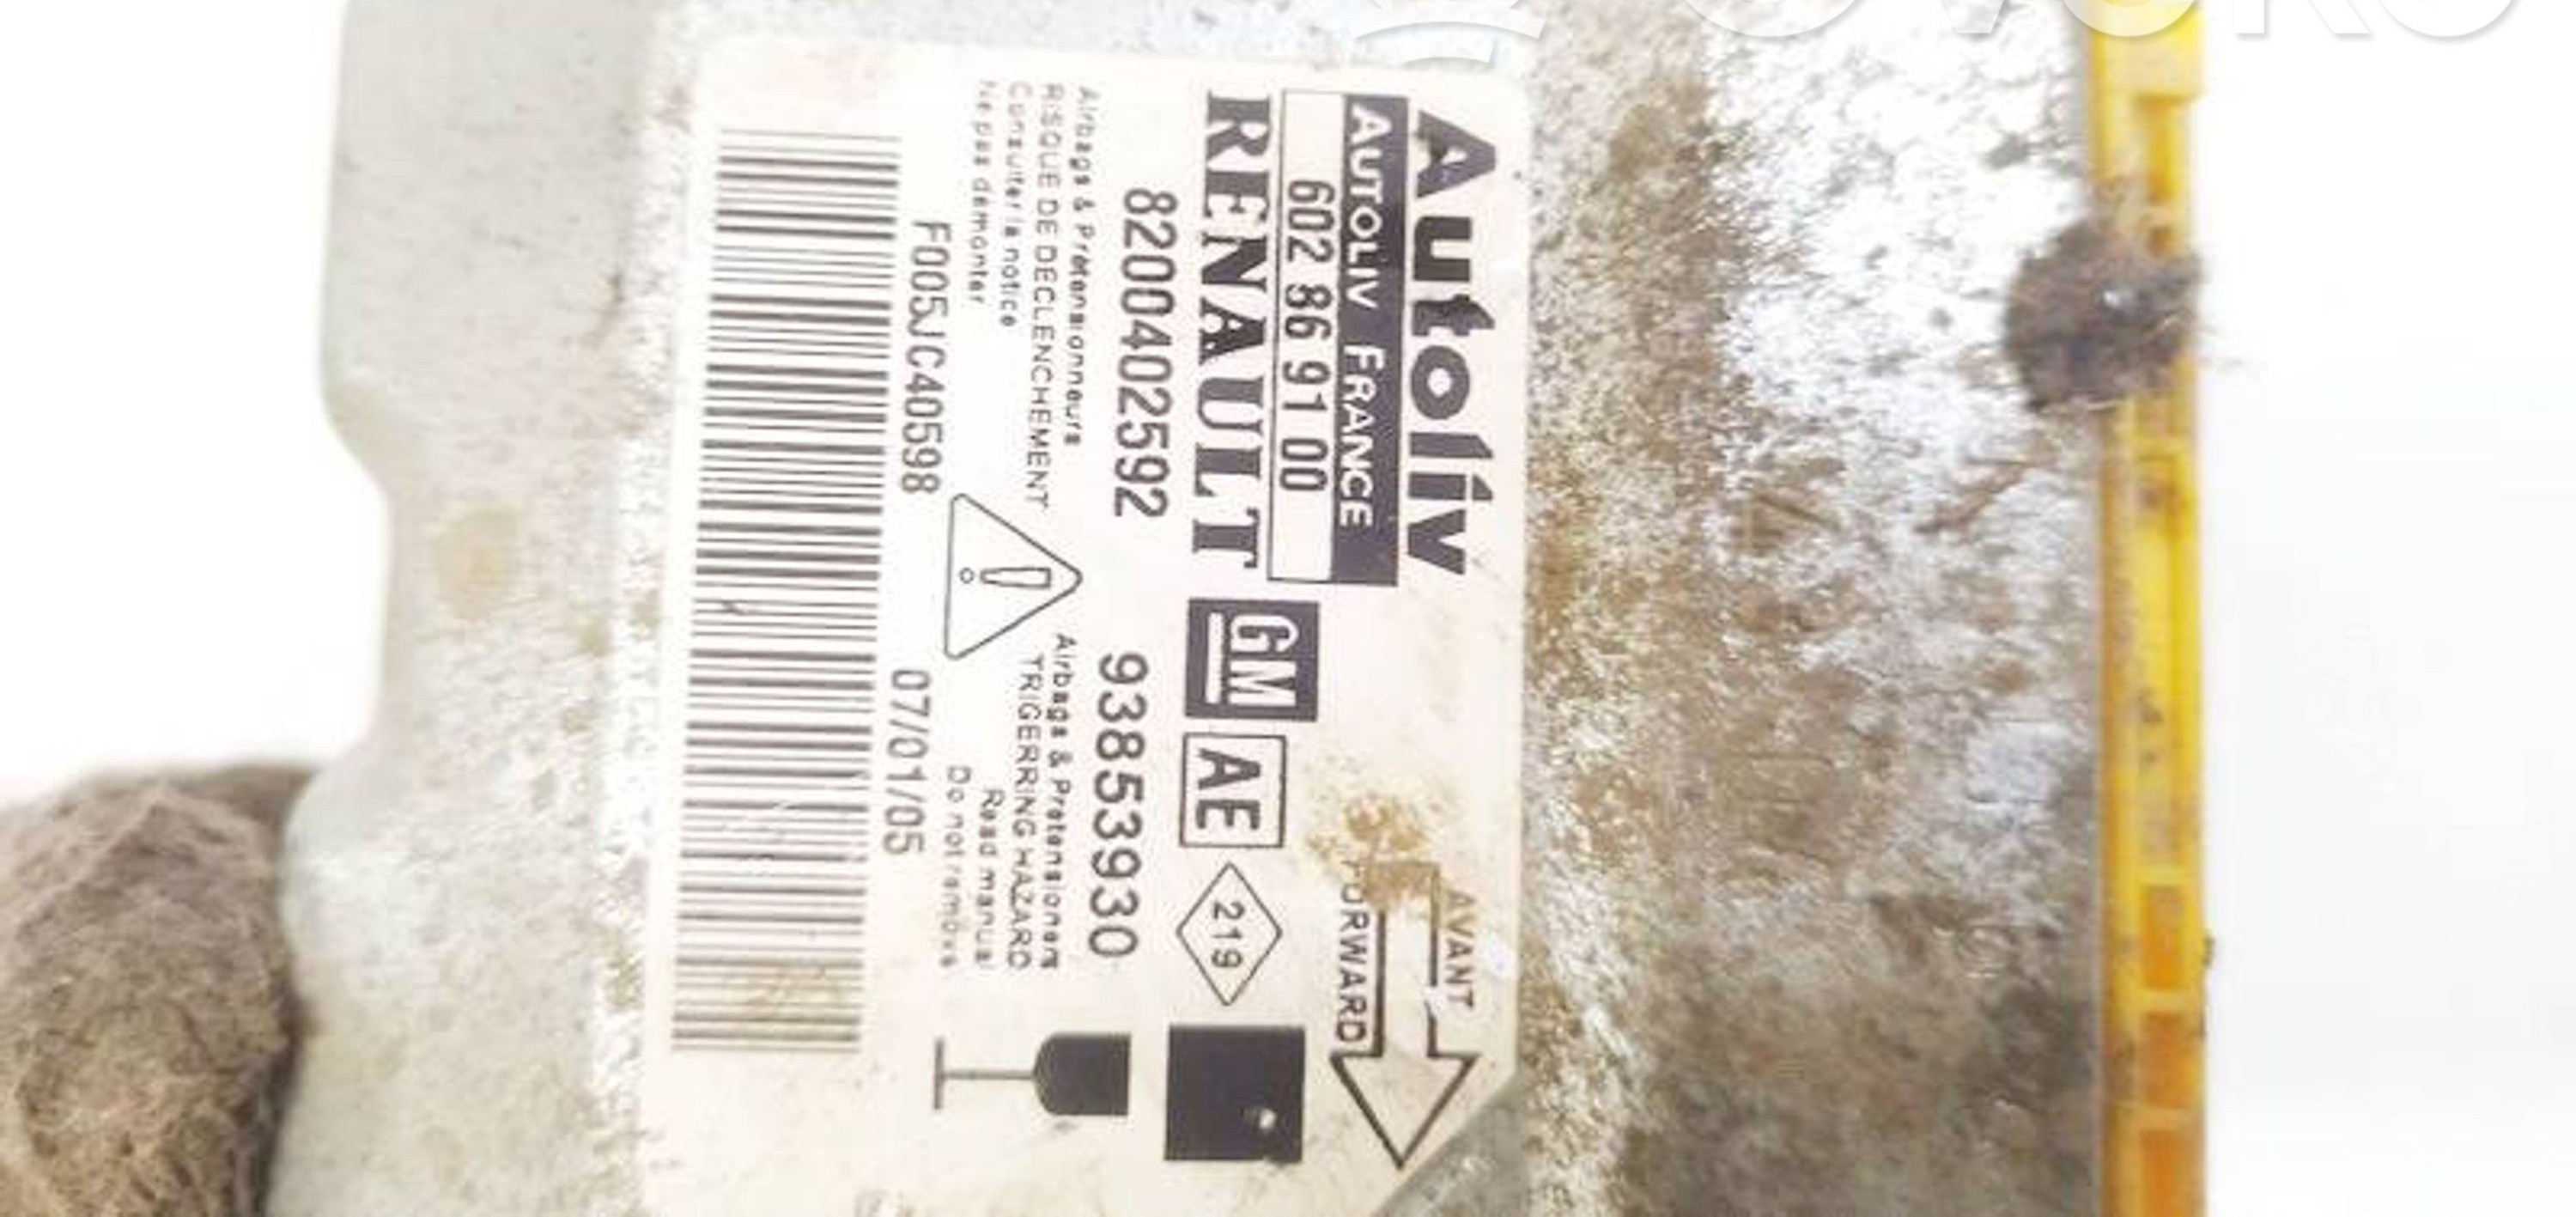 Autoliv
AUTOLIV FRANCE
602 86 91 00
RENAULT
GM
AE
219
AVANT
FORWARD
8200402592
93853930
Airbags & Pretensionneurs
RISQUE DE DECLENCHEMENT
Consulter la notice
Ne pas demonter
Airbags & Pretensioners
TRIGERRING HAZARD
Read manual
Do not remove
F005JC40598
07/01/05